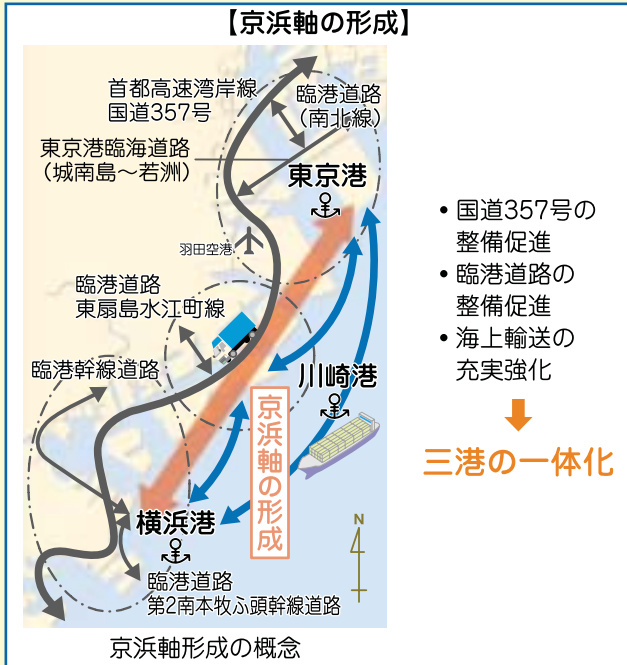 【京浜軸の形成】
首都高速湾岸線
国道357号
臨港道路
(南北線)
東京港臨海道路
(城南島～若洲)
東京港
羽田空港
臨港道路
東扇島水江町線
臨港幹線道路
川崎港
京浜軸の形成
横浜港
N
臨港道路
第2南本牧ふ頭幹線道路
京浜軸形成の概念
• 国道357号の
整備促進
• 臨港道路の
整備促進
• 海上輸送の
充実強化
三港の一体化